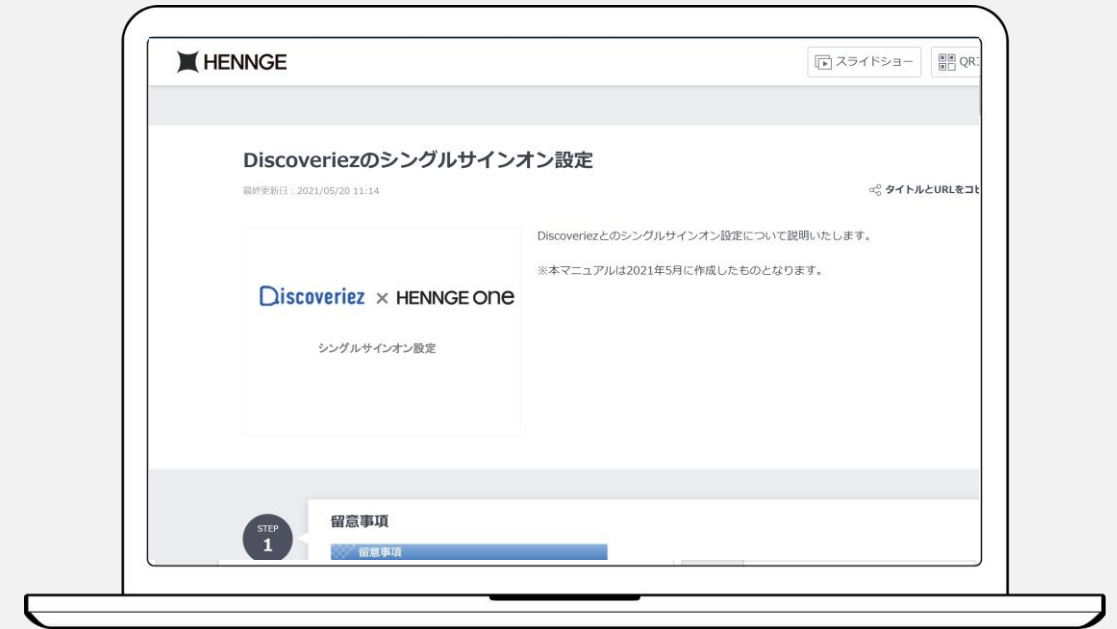 HENNGE
スライドショー
QR
Discoveriezのシングルサインオン設定
最終更新日：2021/05/20 11:14
タイトルとURLをコピ
Discoveriezとのシングルサインオン設定について説明いたします。
※本マニュアルは2021年5月に作成したものとなります。
Discoveriez × HENNGE one
シングルサインオン設定
STEP
1
留意事項
留意事項